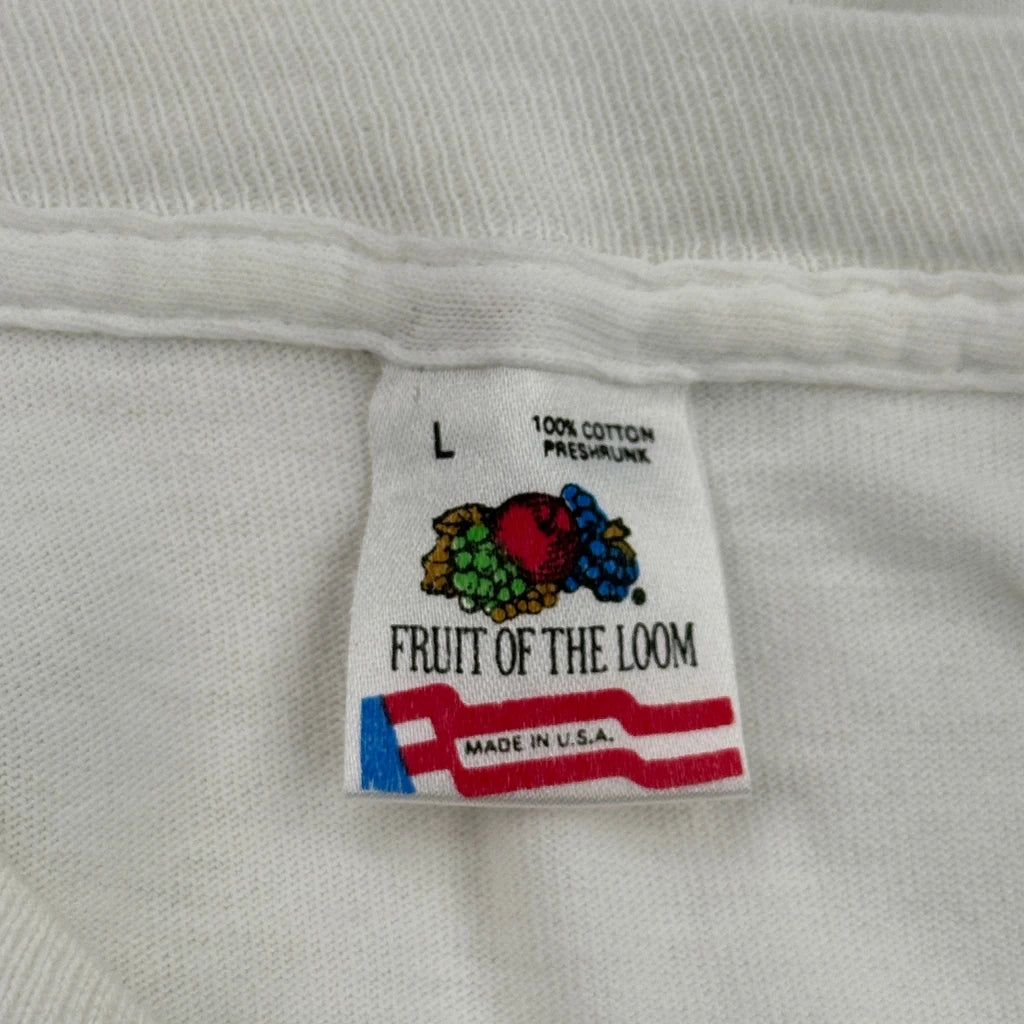 L
100% COTTON
PRESHRUNK
FRUIT OF THE LOOM
MADE IN U.S.A.